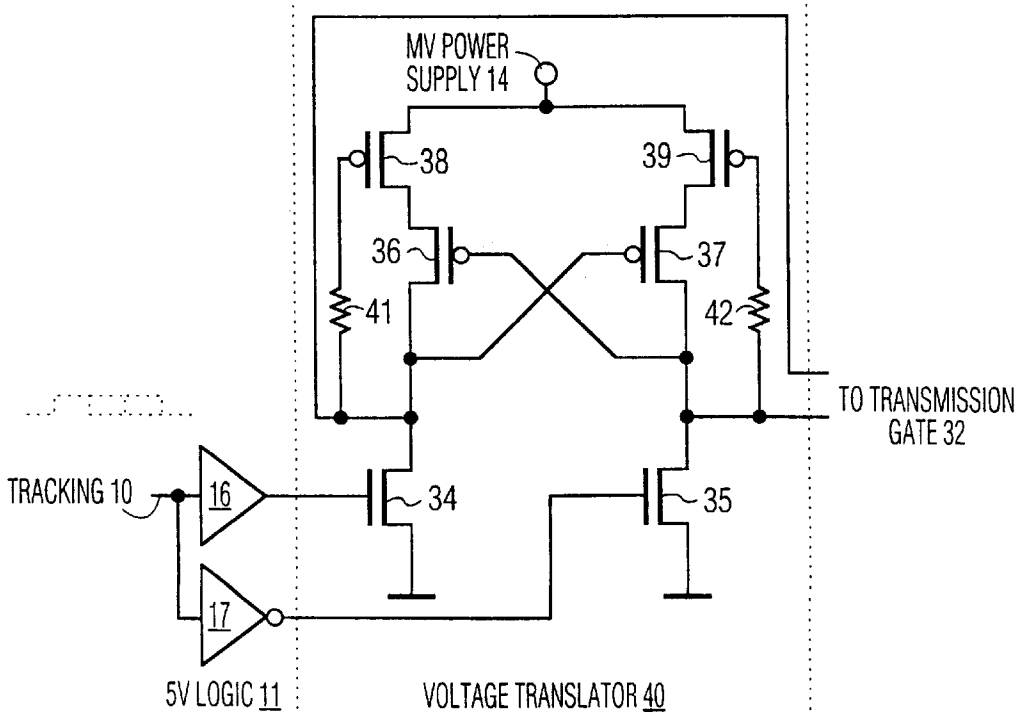 MV POWER
SUPPLY 14
38
39
36
37
41
42
TO TRANSMISSION
GATE 32
TRACKING 10
16
34
35
17
5V LOGIC 11
VOLTAGE TRANSLATOR 40